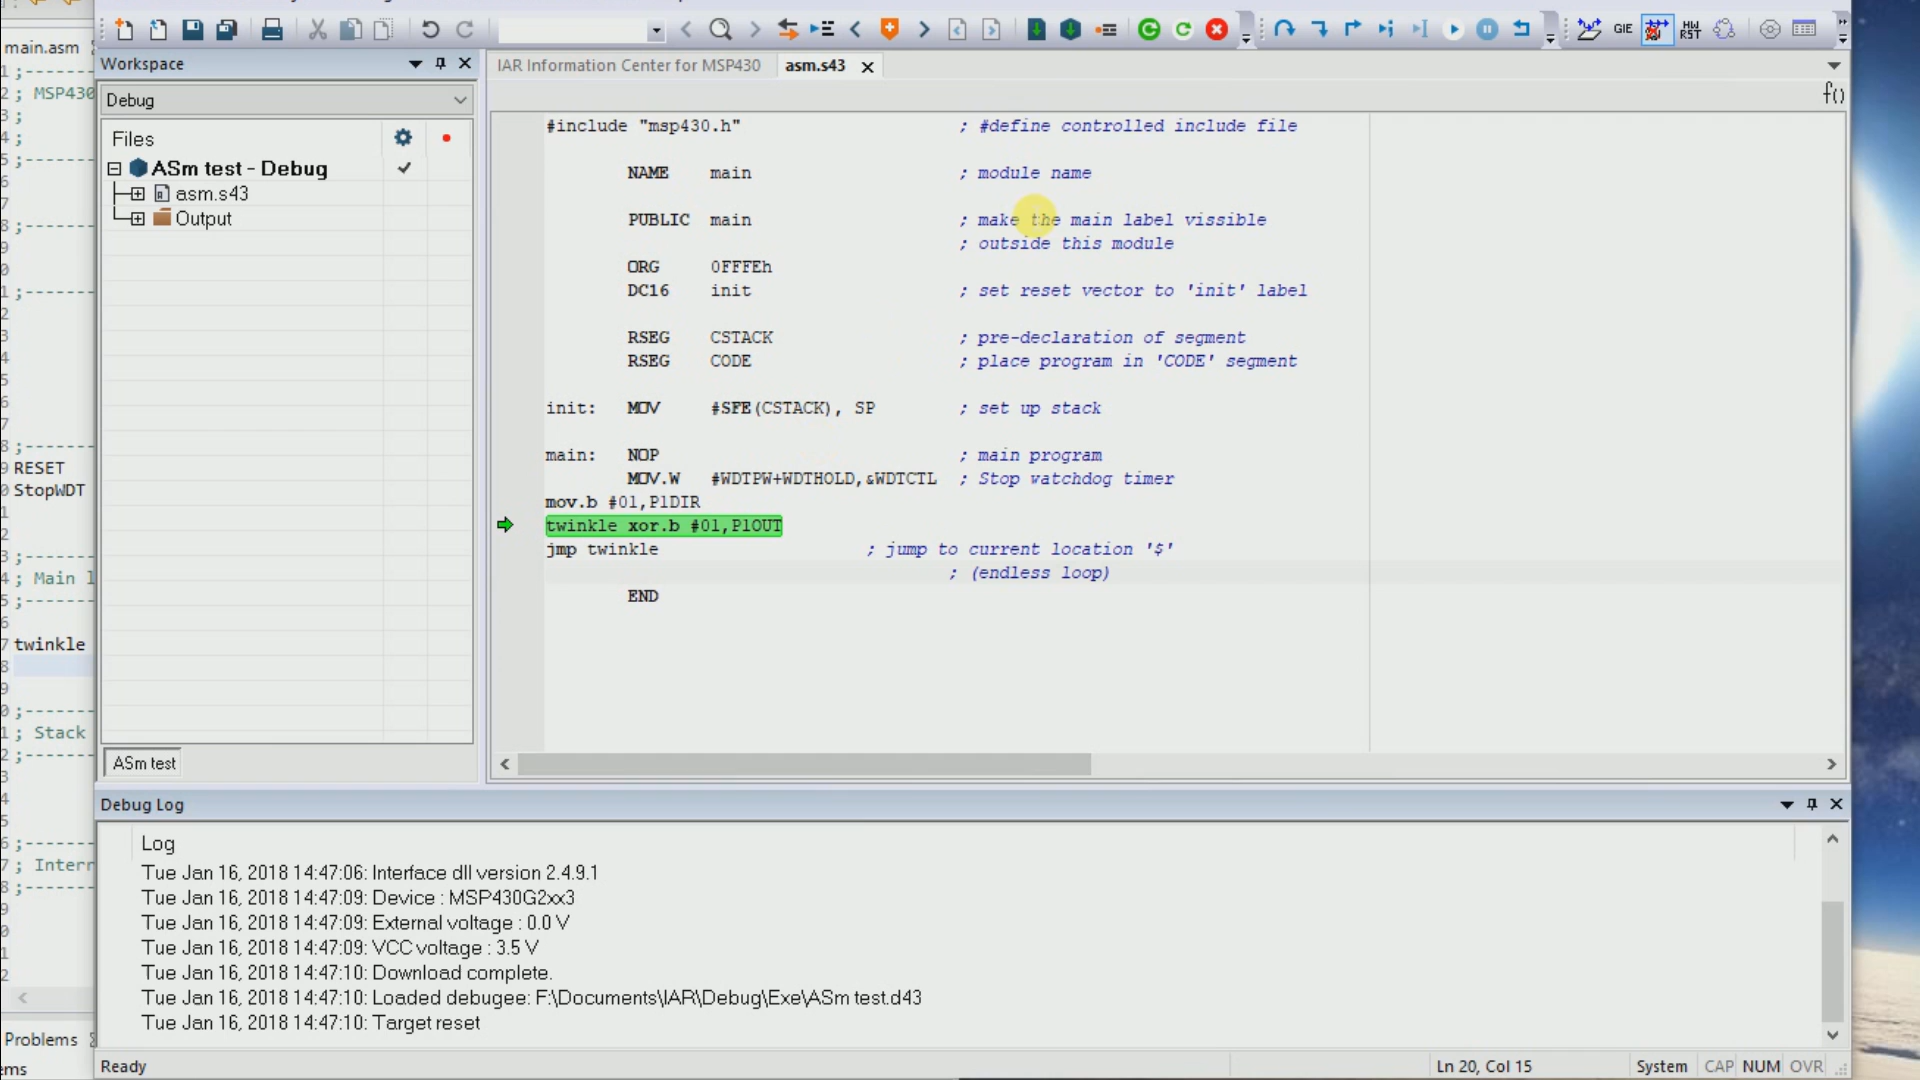 GIE
HW
RST
main.asm
Workspace
IAR Information Center for MSP430
asm.s43
Debug
f()
Files
ASm test - Debug
asm.s43
Output
ASm test
#include "msp430.h" ; #define controlled include file
NAME main ; module name
PUBLIC main ; make the main label vissible
; outside this module
ORG 0FFFEh
DC16 init ; set reset vector to 'init' label
RSEG CSTACK ; pre-declaration of segment
RSEG CODE ; place program in 'CODE' segment
init: MOV #SFE(CSTACK), SP ; set up stack
main: NOP ; main program
MOV.W #WDTPW+WDTHOLD,&WDTCTL ; Stop watchdog timer
mov.b #01,P1DIR
twinkle xor.b #01,P1OUT
jmp twinkle ; jump to current location '$'
; (endless loop)
END
; MSP430
RESET
StopWDT
; Main l
twinkle
; Stack
; Interr
Problems
ems
Debug Log
Log
Tue Jan 16, 2018 14:47:06: Interface dll version 2.4.9.1
Tue Jan 16, 2018 14:47:09: Device : MSP430G2xx3
Tue Jan 16, 2018 14:47:09: External voltage : 0.0 V
Tue Jan 16, 2018 14:47:09: VCC voltage : 3.5 V
Tue Jan 16, 2018 14:47:10: Download complete.
Tue Jan 16, 2018 14:47:10: Loaded debugee: F:\Documents\IAR\Debug\Exe\ASm test.d43
Tue Jan 16, 2018 14:47:10: Target reset
Ready
Ln 20, Col 15
System
CAP NUM OVR